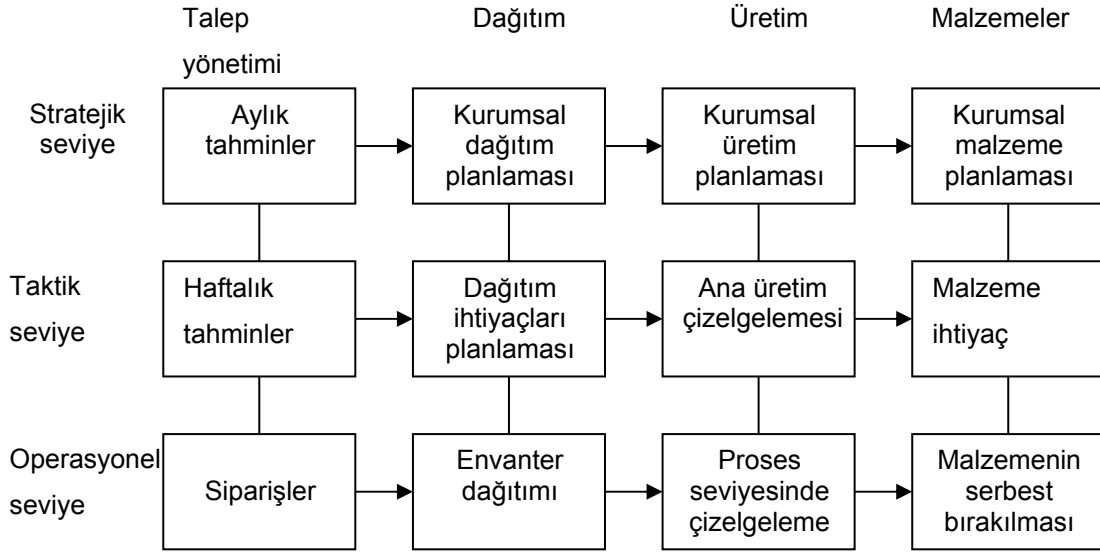 Talep
yönetimi
Dağıtım
Üretim
Malzemeler
Stratejik
seviye
Aylık
tahminler
Kurumsal
dağıtım
planlaması
Kurumsal
üretim
planlaması
Kurumsal
malzeme
planlaması
Taktik
seviye
Haftalık
tahminler
Dağıtım
ihtiyaçları
planlaması
Ana üretim
çizelgelemesi
Malzeme
ihtiyaç
Operasyonel
seviye
Siparişler
Envanter
dağıtımı
Proses
seviyesinde
çizelgeleme
Malzemenin
serbest
bırakılması